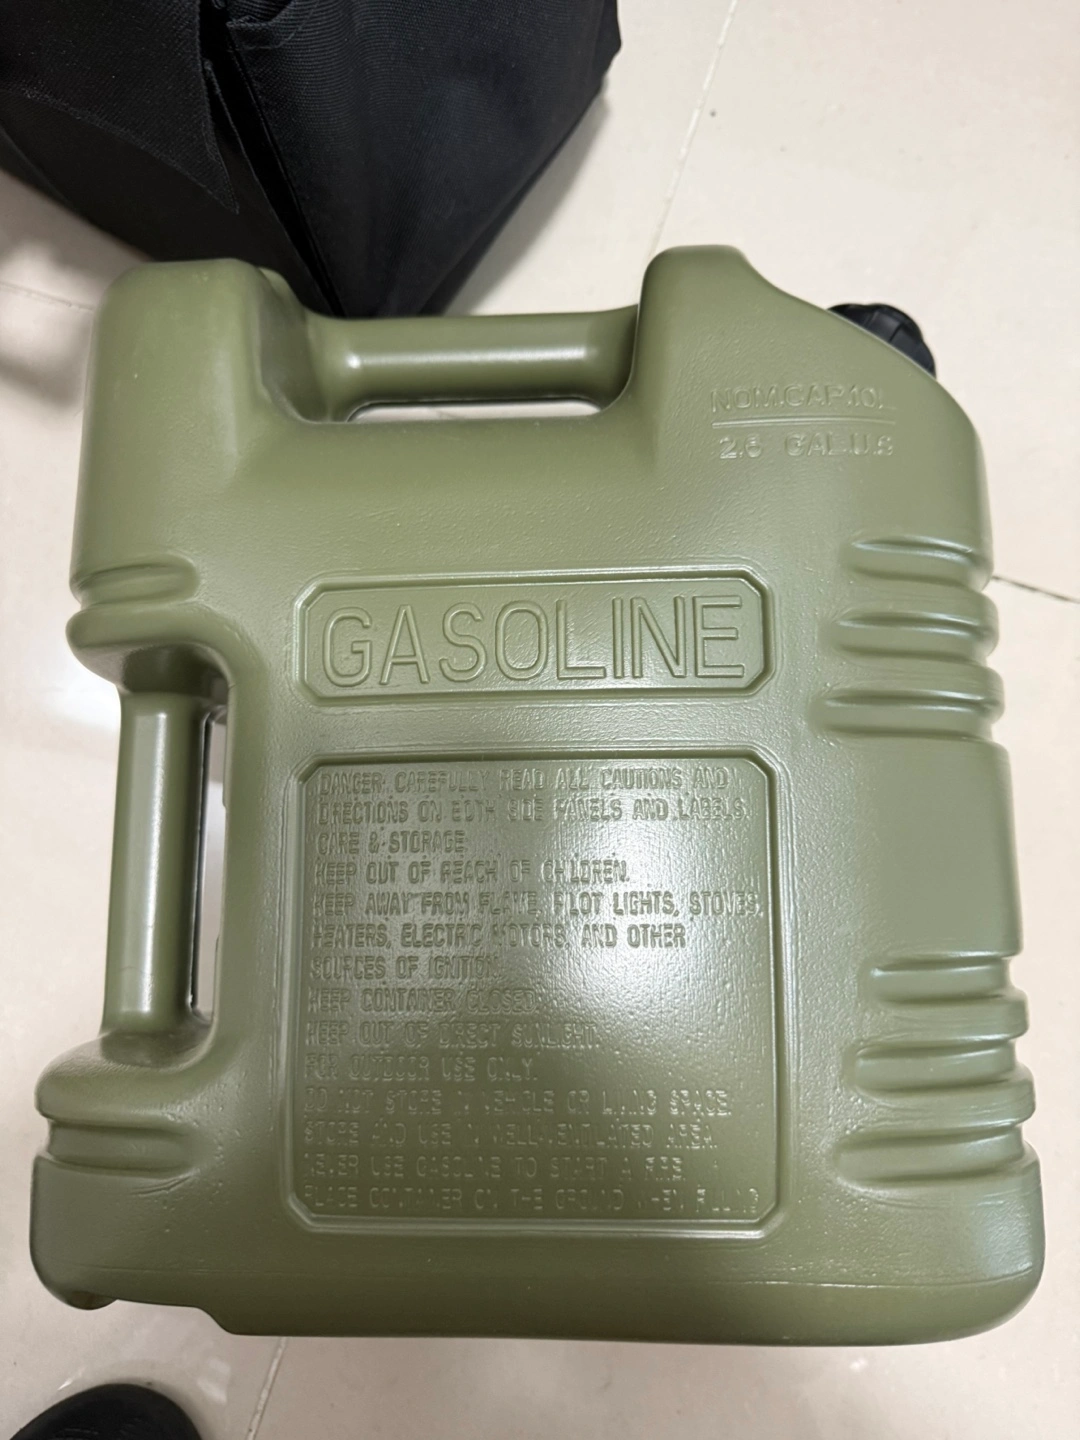 NOM.CAP.10L
2.6 GAL.U.S
GASOLINE
DANGER: CAREFULLY READ ALL CAUTIONS AND
DIRECTIONS ON BOTH SIDE PANELS AND LABELS.
CARE & STORAGE
KEEP OUT OF REACH OF CHILDREN.
KEEP AWAY FROM FLAME, PILOT LIGHTS, STOVES,
HEATERS, ELECTRIC MOTORS, AND OTHER
SOURCES OF IGNITION.
KEEP CONTAINER CLOSED.
KEEP OUT OF DIRECT SUNLIGHT.
FOR OUTDOOR USE ONLY.
DO NOT STORE IN VEHICLE OR LIVING SPACE.
STORE AND USE IN WELL-VENTILATED AREA.
NEVER USE GASOLINE TO START A FIRE
PLACE CONTAINER ON THE GROUND WHEN FILLING